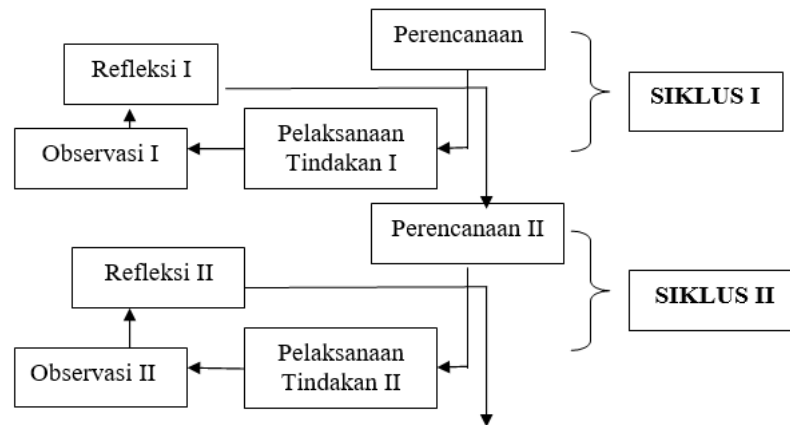 Perencanaan
Refleksi I
SIKLUS I
Pelaksanaan
Tindakan I
Observasi I
Perencanaan II
Refleksi II
SIKLUS II
Pelaksanaan
Tindakan II
Observasi II